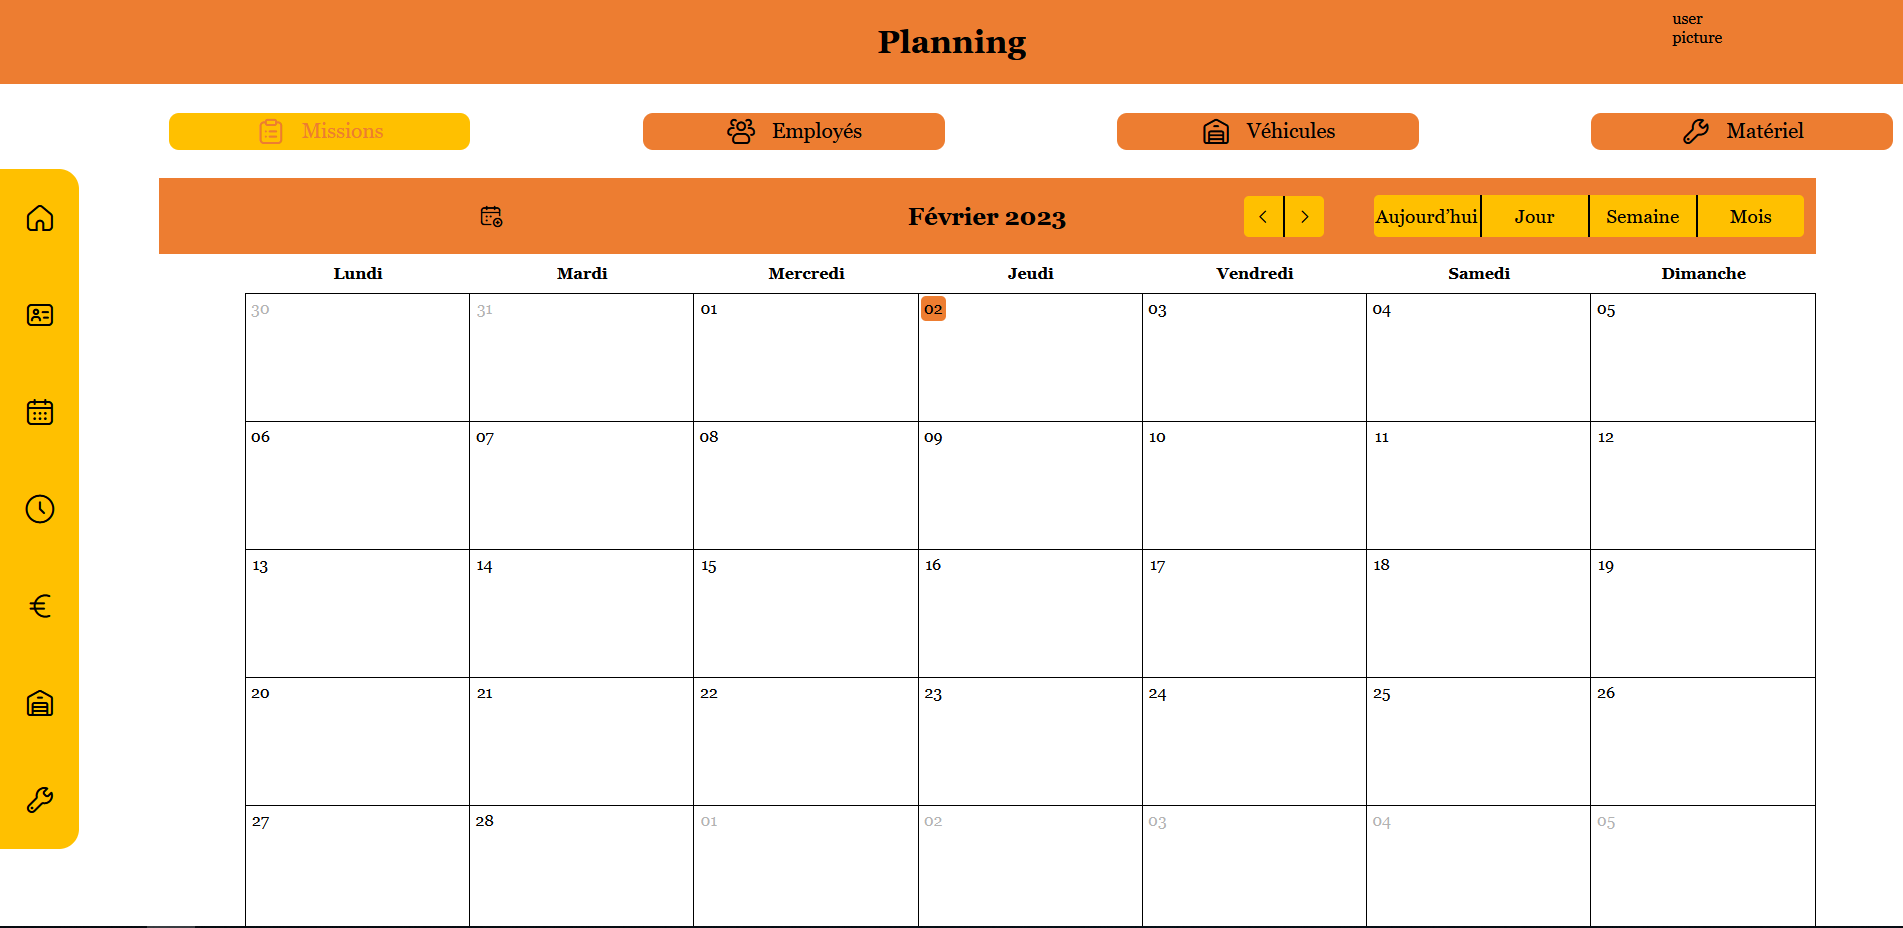 Planning
user
picture
Missions
Employés
Véhicules
Matériel
Février 2023
Aujourd’hui Jour Semaine Mois
Lundi Mardi Mercredi Jeudi Vendredi Samedi Dimanche
30 31 01 02 03 04 05
06 07 08 09 10 11 12
13 14 15 16 17 18 19
20 21 22 23 24 25 26
27 28 01 02 03 04 05